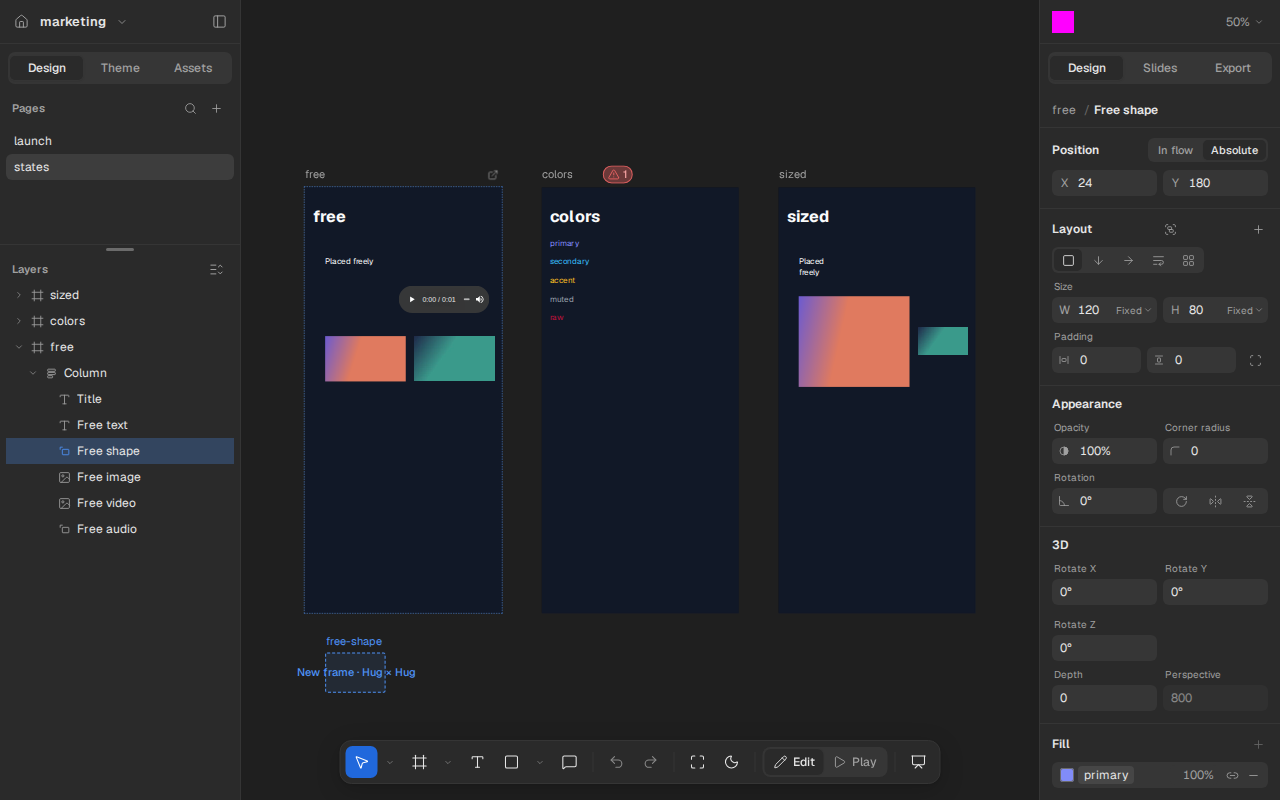 marketing
50%
Design
Theme
Assets
Design
Slides
Export
Pages
free / Free shape
launch
states
Position
In flow
Absolute
X 24
Y 180
free
colors
1
sized
free
Placed freely
0:00 / 0:01
colors
primary
secondary
accent
muted
raw
sized
Placed
freely
Layers
sized
colors
free
Column
Title
Free text
Free shape
Free image
Free video
Free audio
free-shape
New frame · Hug × Hug
Edit
Play
Layout
Size
W 120 Fixed
H 80 Fixed
Padding
0
0
Appearance
Opacity
Corner radius
100%
0
Rotation
0°
3D
Rotate X
Rotate Y
0°
0°
Rotate Z
0°
Depth
Perspective
0
800
Fill
primary 100%